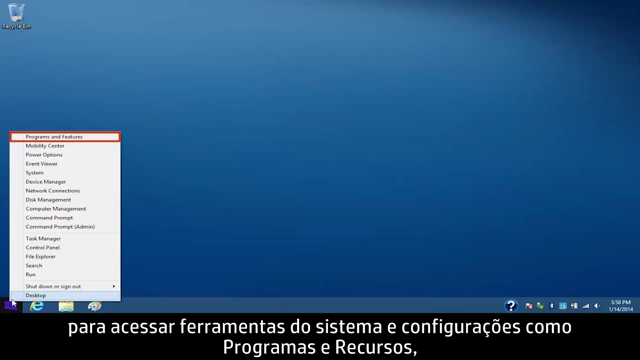 Recycle Bin
Programs and Features
Mobility Center
Power Options
Event Viewer
System
Device Manager
Network Connections
Disk Management
Computer Management
Command Prompt
Command Prompt (Admin)
Task Manager
Control Panel
File Explorer
Search
Run
Shut down or sign out
Desktop
3:58 PM
1/14/2014
para acessar ferramentas do sistema e configurações como
Programas e Recursos,